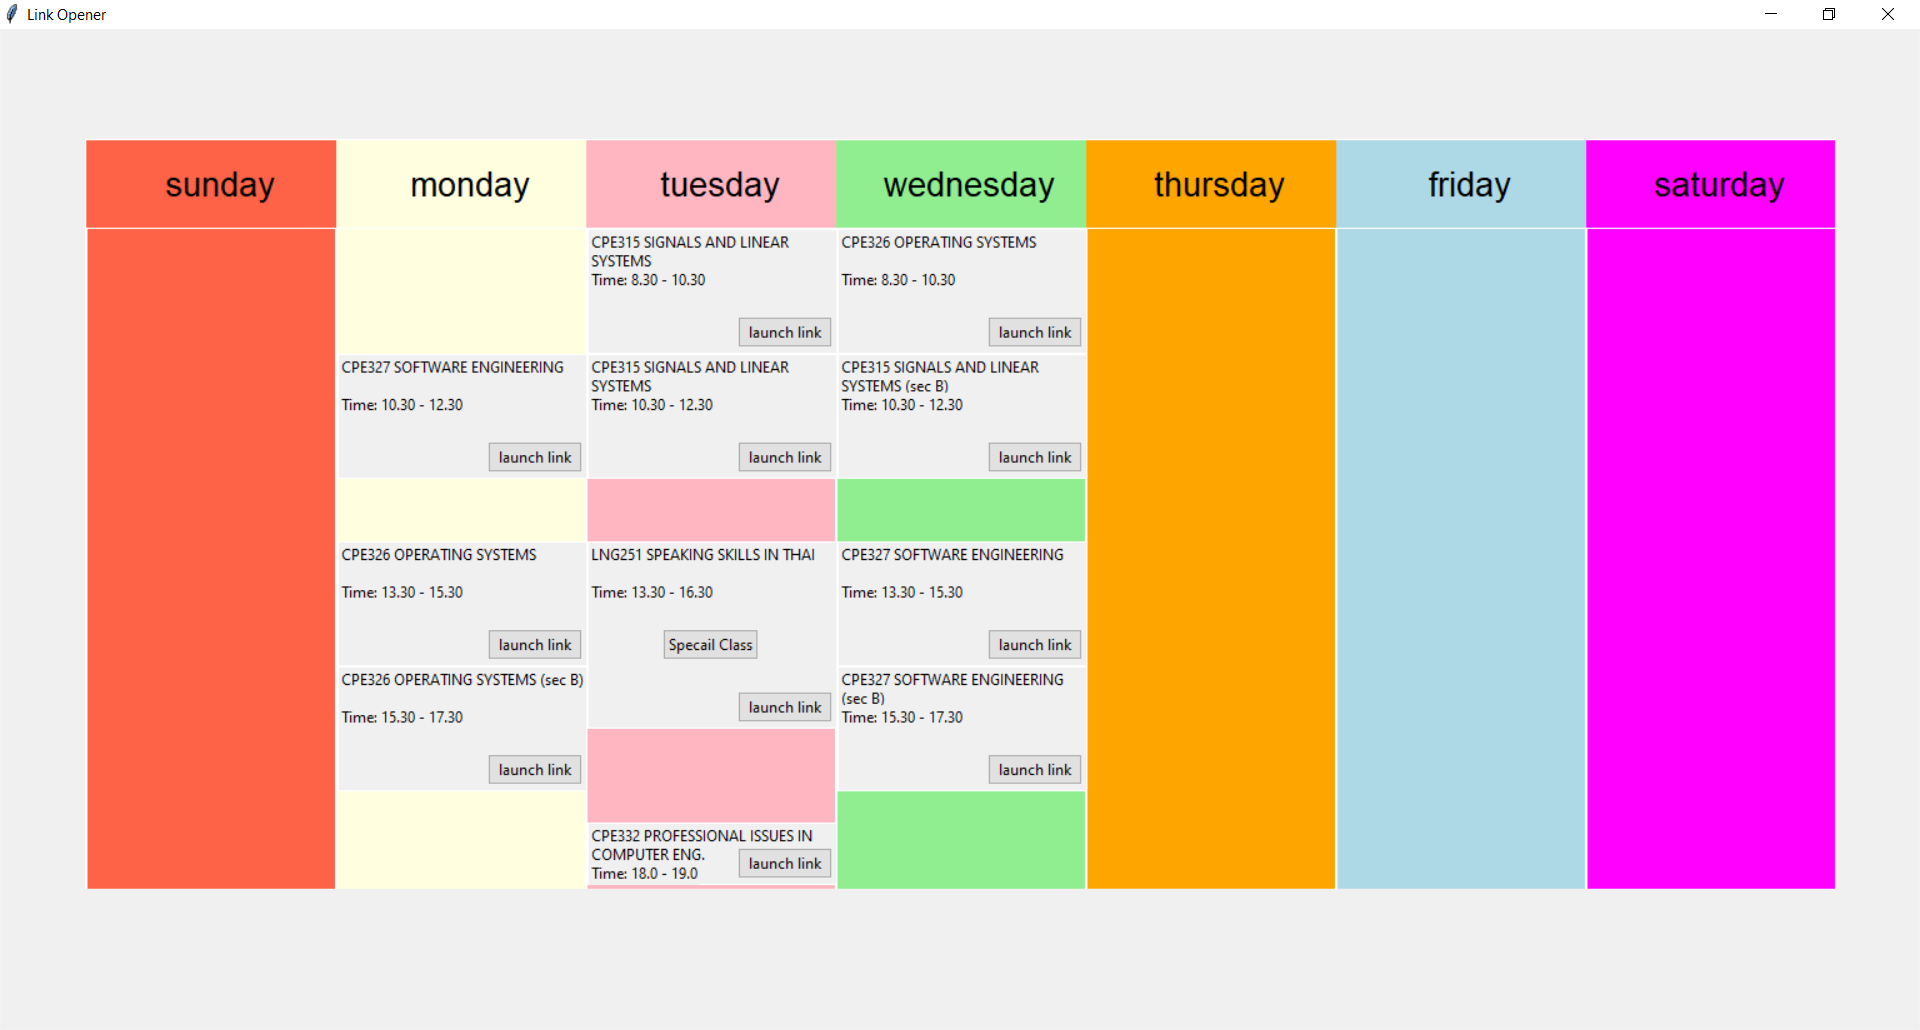 Link Opener
sunday
monday
tuesday
wednesday
thursday
friday
saturday
CPE327 SOFTWARE ENGINEERING
Time: 10.30 - 12.30
launch link
CPE326 OPERATING SYSTEMS
Time: 13.30 - 15.30
launch link
CPE326 OPERATING SYSTEMS (sec B)
Time: 15.30 - 17.30
launch link
CPE315 SIGNALS AND LINEAR
SYSTEMS
Time: 8.30 - 10.30
launch link
CPE315 SIGNALS AND LINEAR
SYSTEMS
Time: 10.30 - 12.30
launch link
LNG251 SPEAKING SKILLS IN THAI
Time: 13.30 - 16.30
Specail Class
launch link
CPE332 PROFESSIONAL ISSUES IN
COMPUTER ENG.
Time: 18.0 - 19.0
launch link
CPE326 OPERATING SYSTEMS
Time: 8.30 - 10.30
launch link
CPE315 SIGNALS AND LINEAR
SYSTEMS (sec B)
Time: 10.30 - 12.30
launch link
CPE327 SOFTWARE ENGINEERING
Time: 13.30 - 15.30
launch link
CPE327 SOFTWARE ENGINEERING
(sec B)
Time: 15.30 - 17.30
launch link